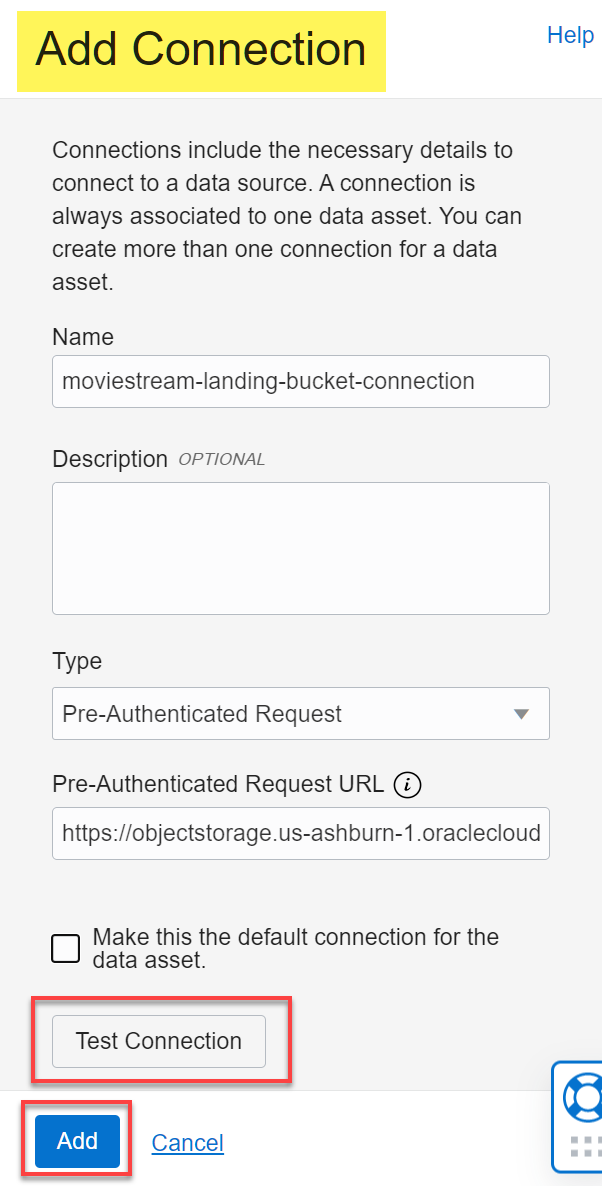 Add Connection
Help
Connections include the necessary details to
connect to a data source. A connection is
always associated to one data asset. You can
create more than one connection for a data
asset.
Name
moviestream-landing-bucket-connection
Description OPTIONAL
Type
Pre-Authenticated Request
Pre-Authenticated Request URL i
https://objectstorage.us-ashburn-1.oraclecloud
Make this the default connection for the
data asset.
Test Connection
Add Cancel